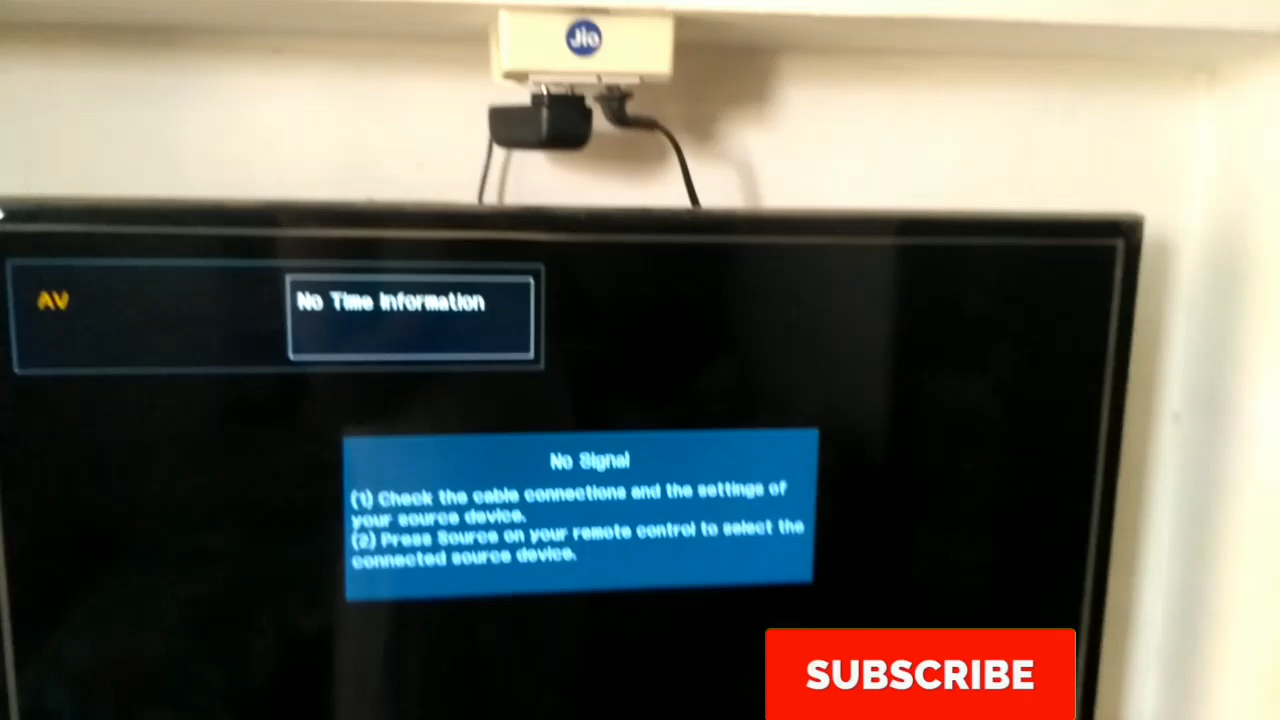 Jio
AV
No Time Information
No Signal
(1) Check the cable connections and the settings of
your source device.
(2) Press Source on your remote control to select the
connected source device.
SUBSCRIBE